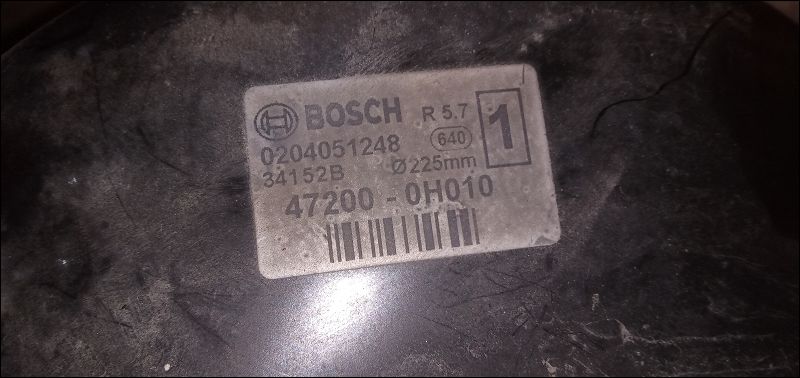 BOSCH R 5.7 1
0204051248 640
34152B Ø225mm
47200 - 0H010